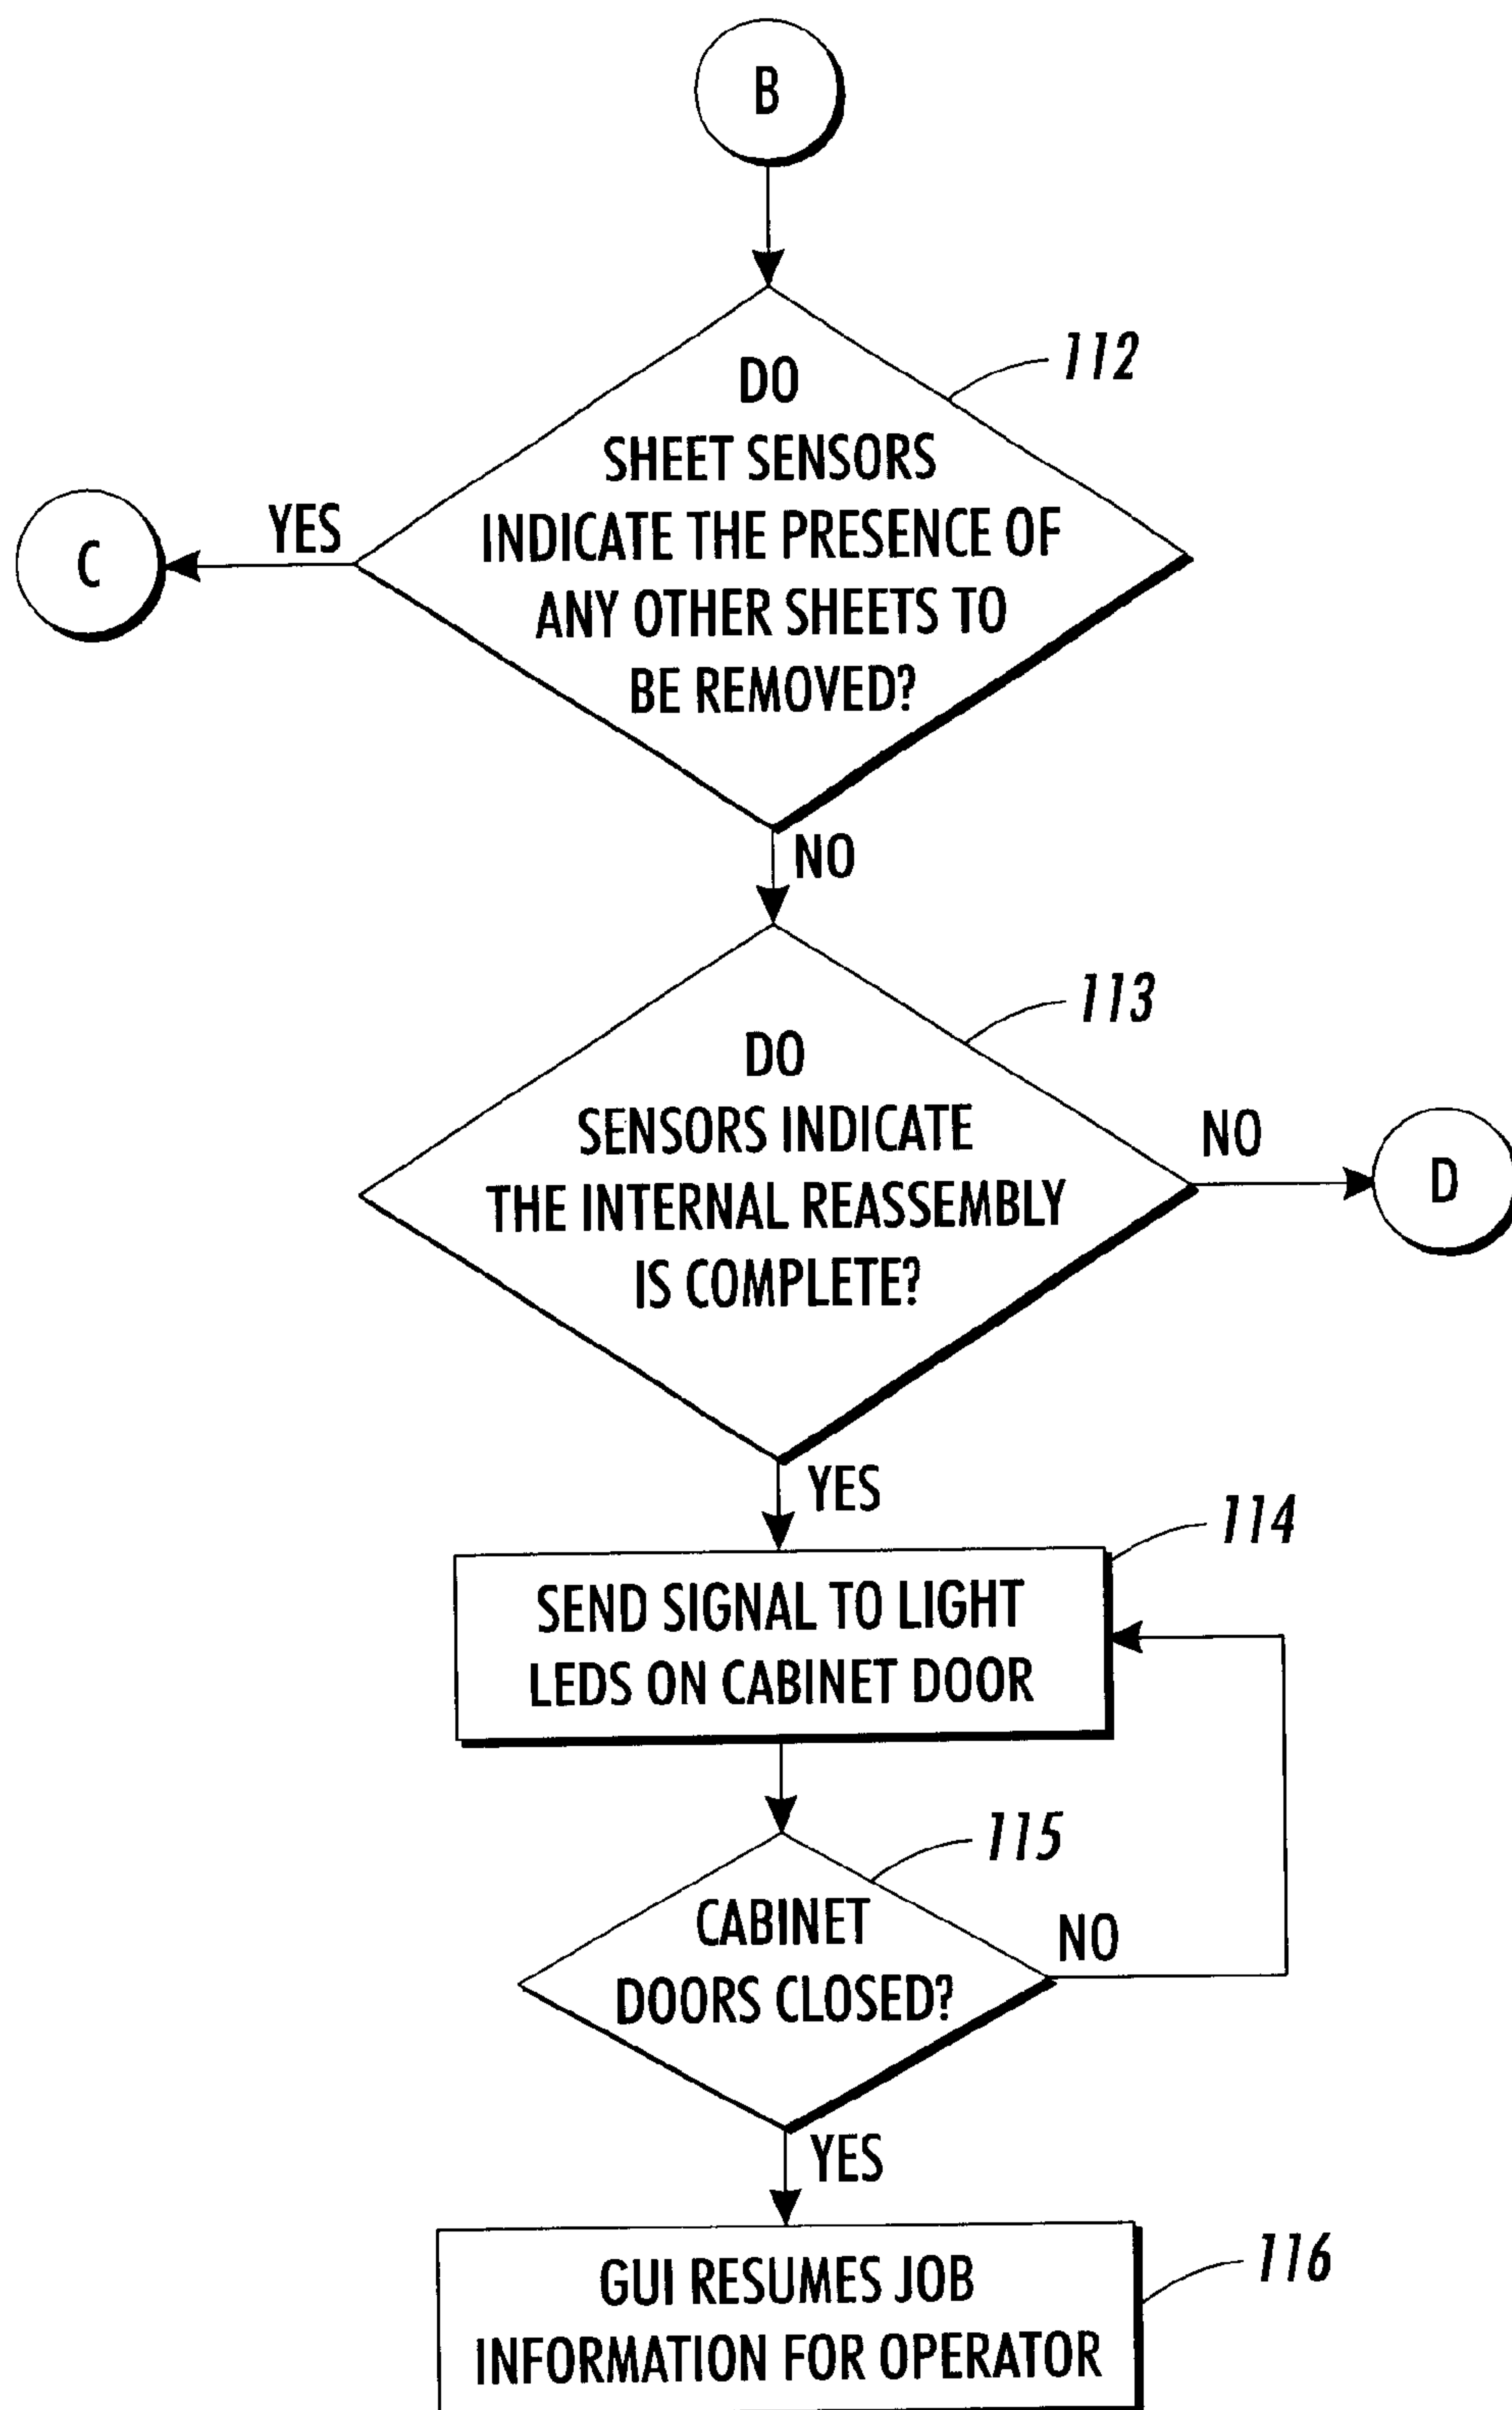 B
DO
SHEET SENSORS
INDICATE THE PRESENCE OF
ANY OTHER SHEETS TO
BE REMOVED?
112
YES
C
NO
DO
SENSORS INDICATE
THE INTERNAL REASSEMBLY
IS COMPLETE?
113
NO
D
YES
SEND SIGNAL TO LIGHT
LEDS ON CABINET DOOR
114
CABINET
DOORS CLOSED?
115
NO
YES
GUI RESUMES JOB
INFORMATION FOR OPERATOR
116